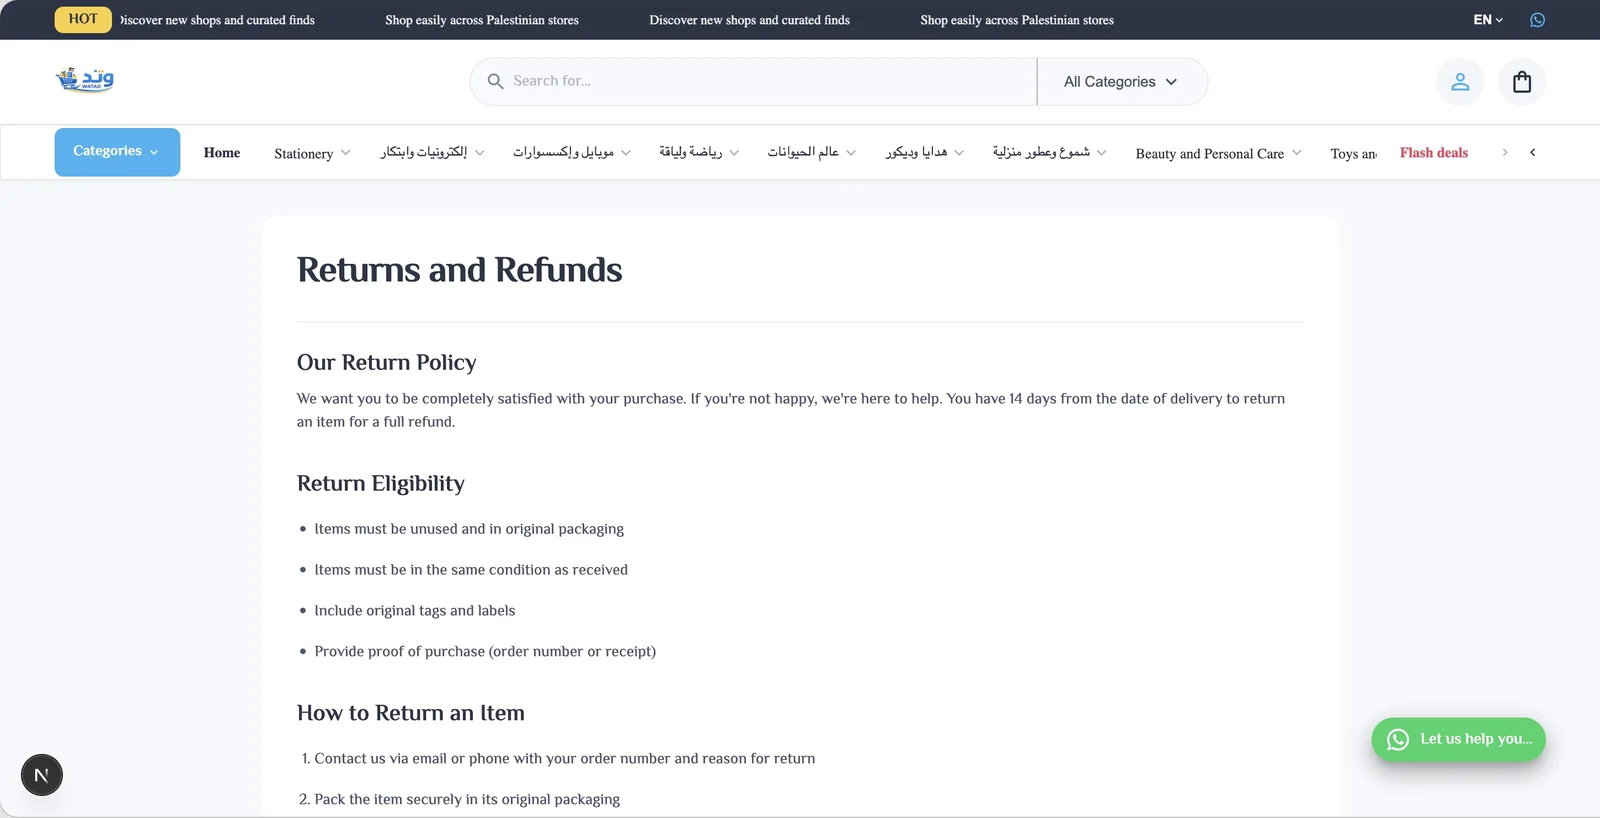 HOT
Discover new shops and curated finds
Shop easily across Palestinian stores
Discover new shops and curated finds
Shop easily across Palestinian stores
EN
وتد
WATAD
Search for...
All Categories
Categories
Home
Stationery
إلكترونيات وابتكار
موبايل وإكسسوارات
رياضة ولياقة
عالم الحيوانات
هدايا وديكور
شموع وعطور منزلية
Beauty and Personal Care
Toys an
Flash deals
Returns and Refunds
Our Return Policy
We want you to be completely satisfied with your purchase. If you're not happy, we're here to help. You have 14 days from the date of delivery to return
an item for a full refund.
Return Eligibility
• Items must be unused and in original packaging
• Items must be in the same condition as received
• Include original tags and labels
• Provide proof of purchase (order number or receipt)
How to Return an Item
1. Contact us via email or phone with your order number and reason for return
2. Pack the item securely in its original packaging
Let us help you...
N